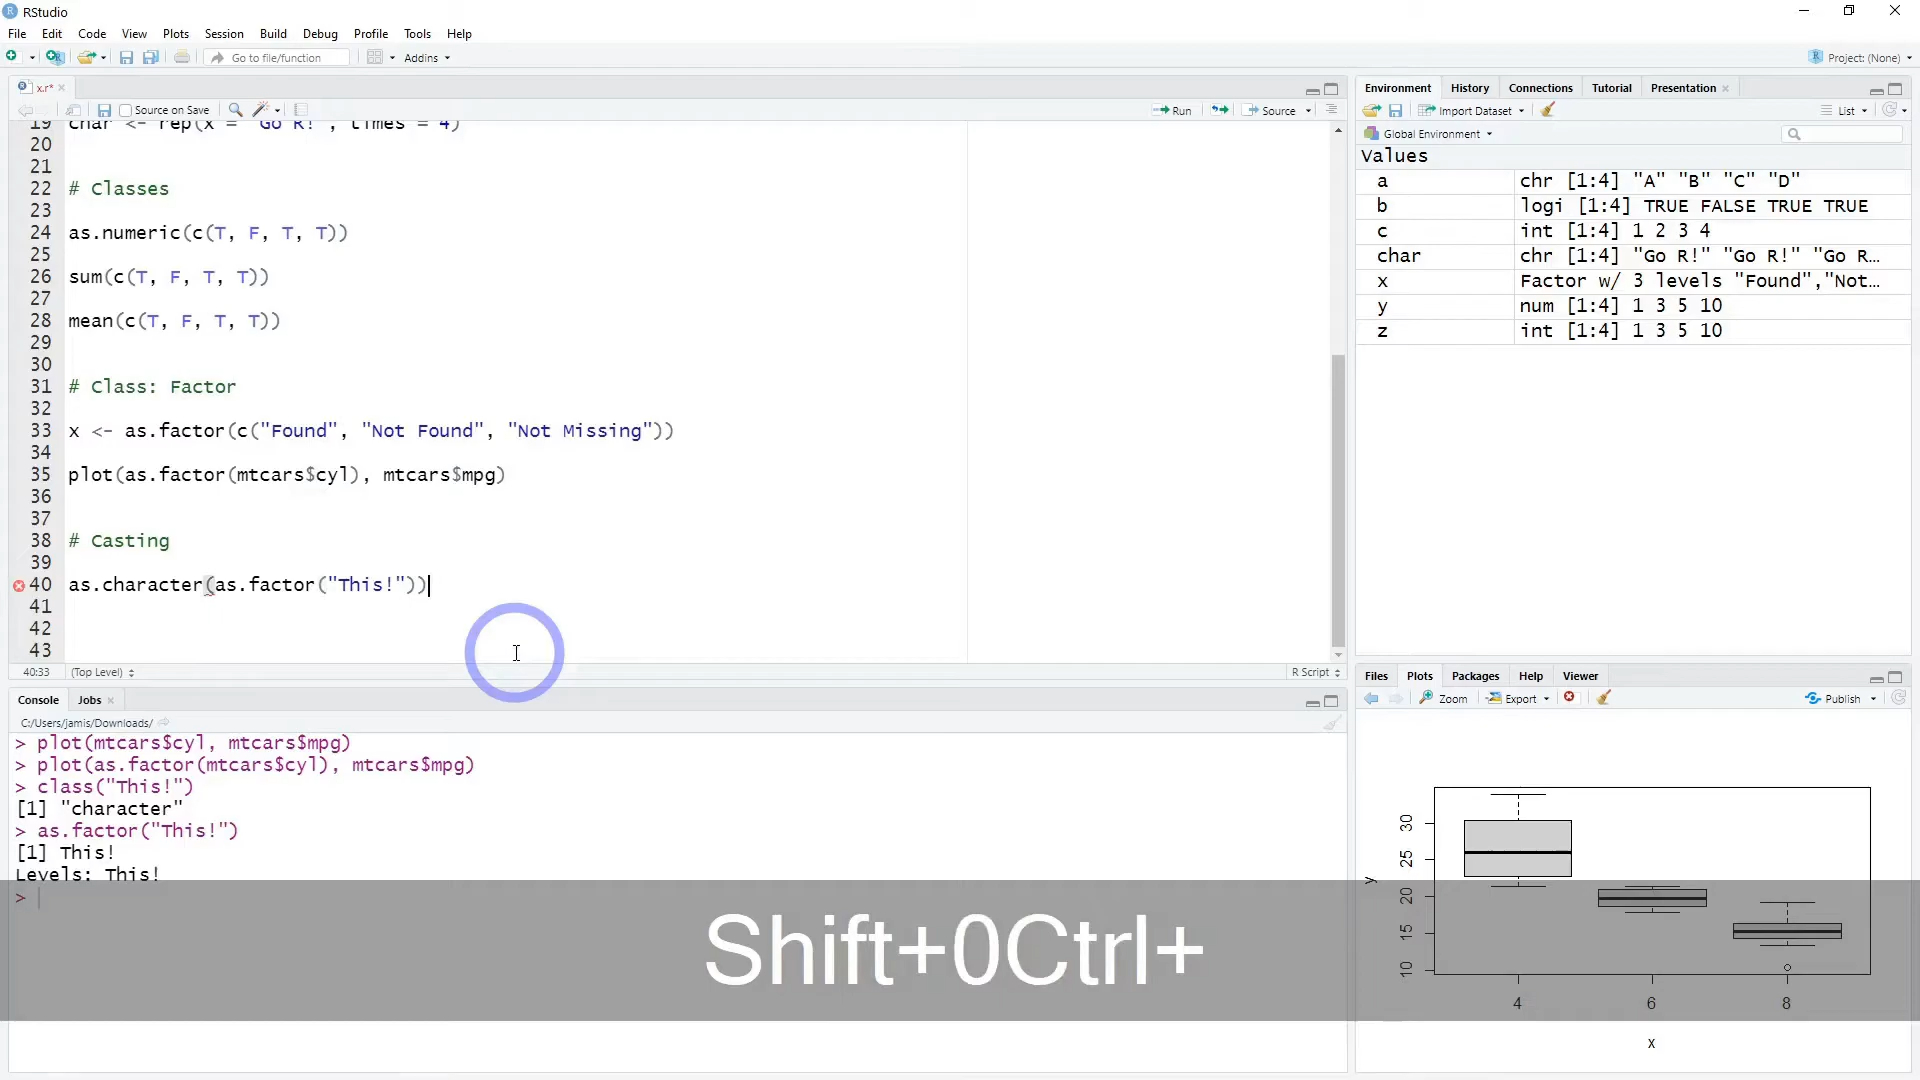 RStudio
File Edit Code View Plots Session Build Debug Profile Tools Help
Go to file/function Addins Project: (None)
x.r*
Source on Save Run Source
19 char <- rep(x = "Go R!", times = 4)
20
21
22 # Classes
23
24 as.numeric(c(T, F, T, T))
25
26 sum(c(T, F, T, T))
27
28 mean(c(T, F, T, T))
29
30
31 # Class: Factor
32
33 x <- as.factor(c("Found", "Not Found", "Not Missing"))
34
35 plot(as.factor(mtcars$cyl), mtcars$mpg)
36
37
38 # Casting
39
40 as.character(as.factor("This!"))
41
42
43
40:33 (Top Level) R Script
Console Jobs
C:/Users/jamis/Downloads/
> plot(mtcars$cyl, mtcars$mpg)
> plot(as.factor(mtcars$cyl), mtcars$mpg)
> class("This!")
[1] "character"
> as.factor("This!")
[1] This!
Levels: This!
>
Shift+0Ctrl+
Environment History Connections Tutorial Presentation
Import Dataset List
Global Environment
Values
a chr [1:4] "A" "B" "C" "D"
b logi [1:4] TRUE FALSE TRUE TRUE
c int [1:4] 1 2 3 4
char chr [1:4] "Go R!" "Go R!" "Go R…
x Factor w/ 3 levels "Found","Not…
y num [1:4] 1 3 5 10
z int [1:4] 1 3 5 10
Files Plots Packages Help Viewer
Zoom Export Publish
30
25
20
15
10
y
4 6 8
x